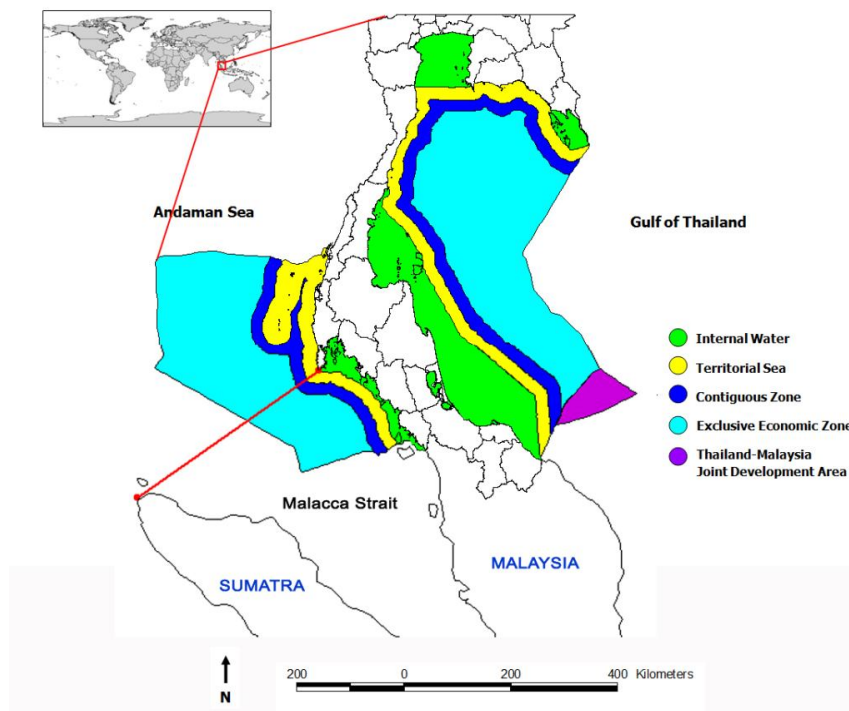 Andaman Sea
Gulf of Thailand
Internal Water
Territorial Sea
Contiguous Zone
Exclusive Economic Zone
Thailand-Malaysia
Joint Development Area
Malacca Strait
MALAYSIA
SUMATRA
N
200 0 200 400 Kilometers